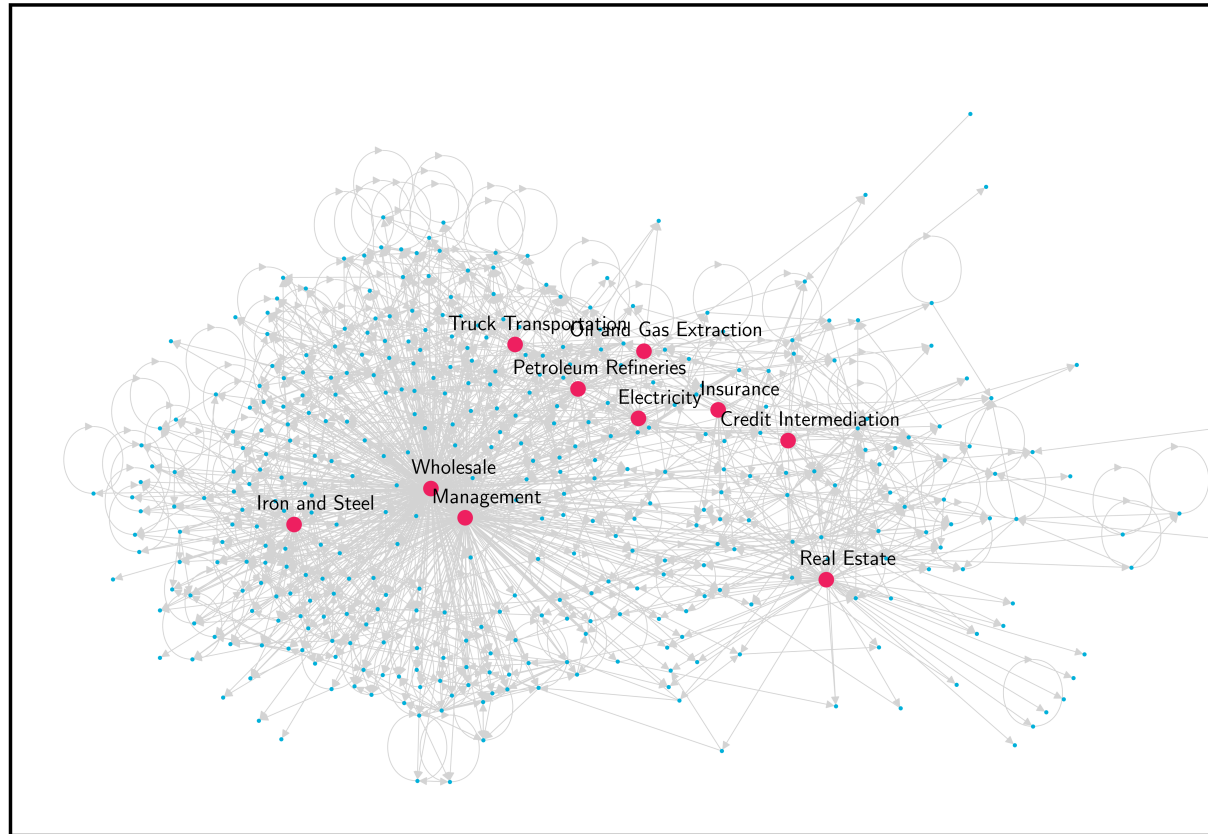 Truck Transportation
Oil and Gas Extraction
Petroleum Refineries
Insurance
Electricity
Credit Intermediation
Wholesale
Management
Iron and Steel
Real Estate